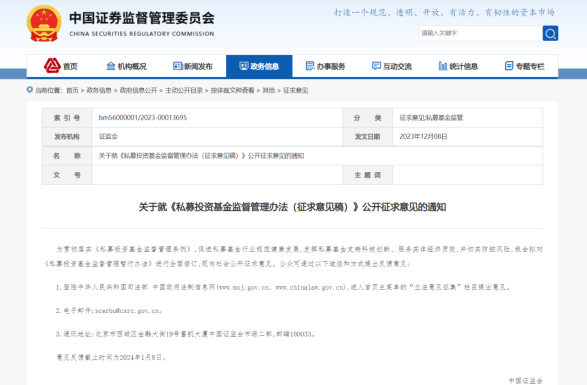 中国证券监督管理委员会
CHINA SECURITIES REGULATORY COMMISSION
打造一个规范、透明、开放、有活力、有韧性的资本市场
请输入关键字
首页 机构概况 新闻发布 政务信息 办事服务 互动交流 统计信息 专题专栏
当前位置：首页 > 政务信息 > 政府信息公开 > 主动公开目录 > 按体裁文种查看 > 其他 > 征求意见
索 引 号 bm56000001/2023-00013695 分 类 征求意见;私募基金监管
发布机构 证监会 发文日期 2023年12月08日
名 称 关于就《私募投资基金监督管理办法（征求意见稿）》公开征求意见的通知
文 号 主 题 词
关于就《私募投资基金监督管理办法（征求意见稿）》公开征求意见的通知
为贯彻落实《私募投资基金监督管理条例》，促进私募基金行业规范健康发展，发挥私募基金支持科技创新、服务实体经济质效，并切实防控风险，我会拟对
《私募投资基金监督管理暂行办法》进行全面修订，现向社会公开征求意见。公众可通过以下途径和方式提出反馈意见：
1.登陆中华人民共和国司法部 中国政府法制信息网(www.moj.gov.cn、www.chinalaw.gov.cn)，进入首页主菜单的“立法意见征集”栏目提出意见。
2.电子邮件：scerbu@csrc.gov.cn。
3.通讯地址：北京市西城区金融大街19号富凯大厦中国证监会市场二部，邮编100033。
意见反馈截止时间为2024年1月8日。
中国证监会